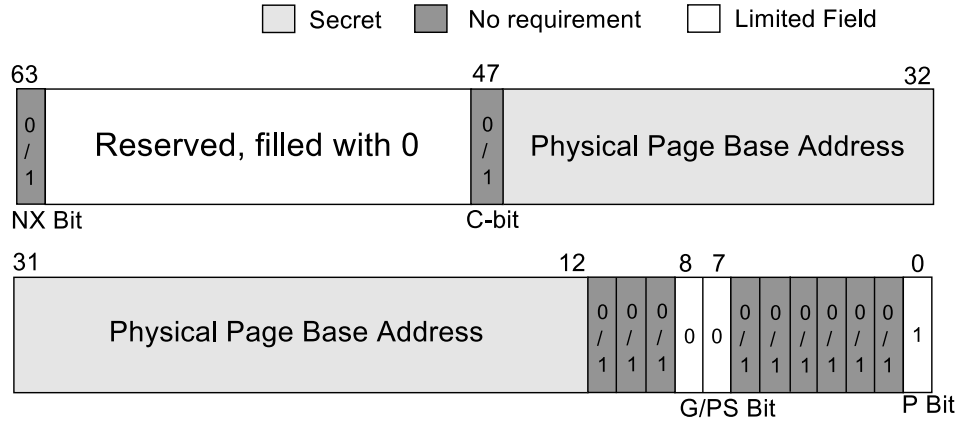 Secret No requirement Limited Field
63 47 32
0/1 Reserved, filled with 0 0/1 Physical Page Base Address
NX Bit C-bit
31 12 8 7 0
Physical Page Base Address 0/1 0/1 0/1 0 0 0/1 0/1 0/1 0/1 0/1 0/1 1
G/PS Bit P Bit